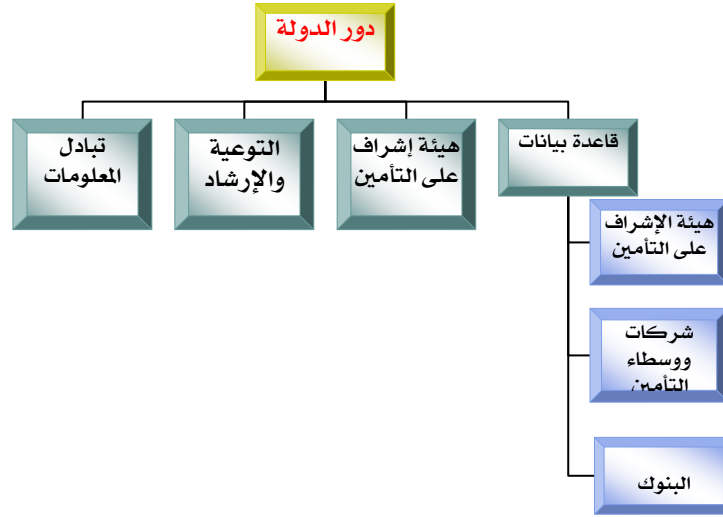 دور الدولة
قاعدة بيانات
هيئة إشراف
على التأمين
التوعية
والإرشاد
تبادل
المعلومات
هيئة الإشراف
على التأمين
شركات
ووسطاء
التأمين
البنوك